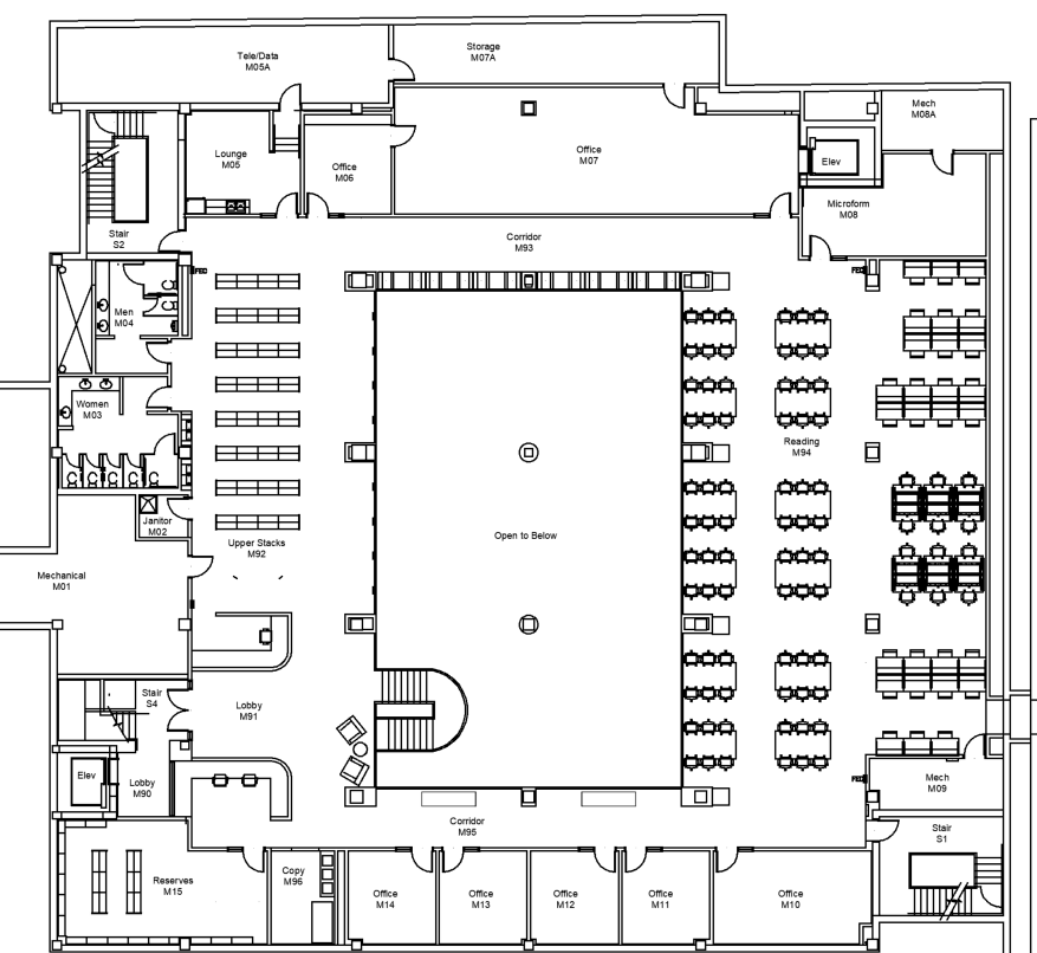 Tele/Data
M05A
Storage
M07A
Mech
M08A
Lounge
M05
Office
M06
Office
M07
Elev
Microform
M08
Stair
S2
Corridor
M93
FEC
FEC
Men
M04
Women
M03
Reading
M94
Janitor
M02
Upper Stacks
M92
Open to Below
Mechanical
M01
Stair
S4
Lobby
M91
Elev
Lobby
M90
FEC
Mech
M09
Corridor
M95
Stair
S1
Reserves
M15
Copy
M96
Office
M14
Office
M13
Office
M12
Office
M11
Office
M10